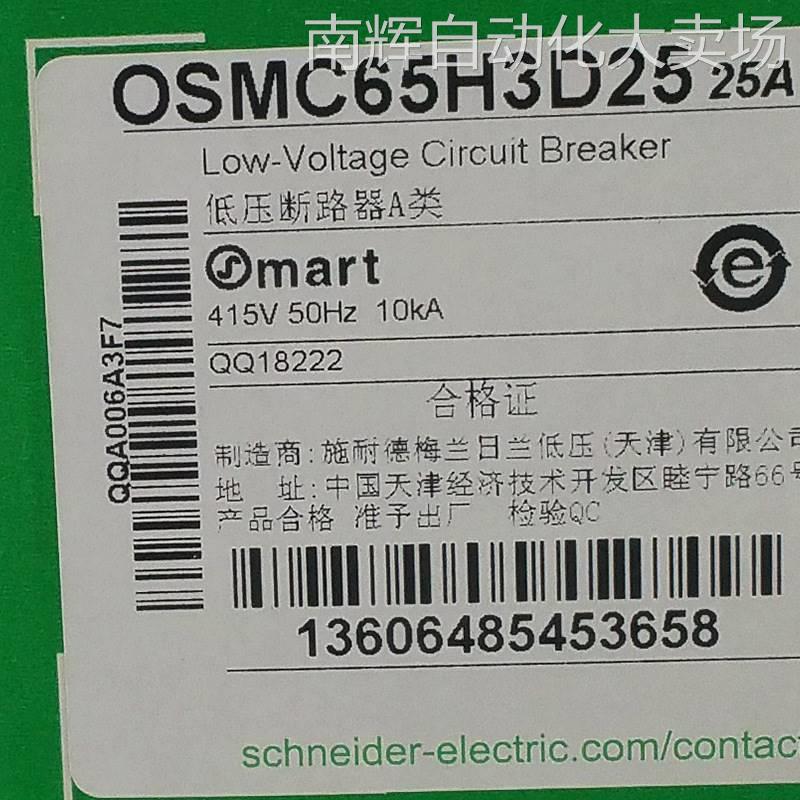 南辉自动化大卖场
OSMC65H3D25 25A
Low-Voltage Circuit Breaker
低压断路器A类
Smart
e
415V 50Hz 10kA
QQ18222
QQA006A3F7
合格证
制造商:施耐德梅兰日兰低压(天津)有限公司
地 址:中国天津经济技术开发区睦宁路66号
产品合格 准予出厂 检验QC
13606485453658
schneider-electric.com/contact